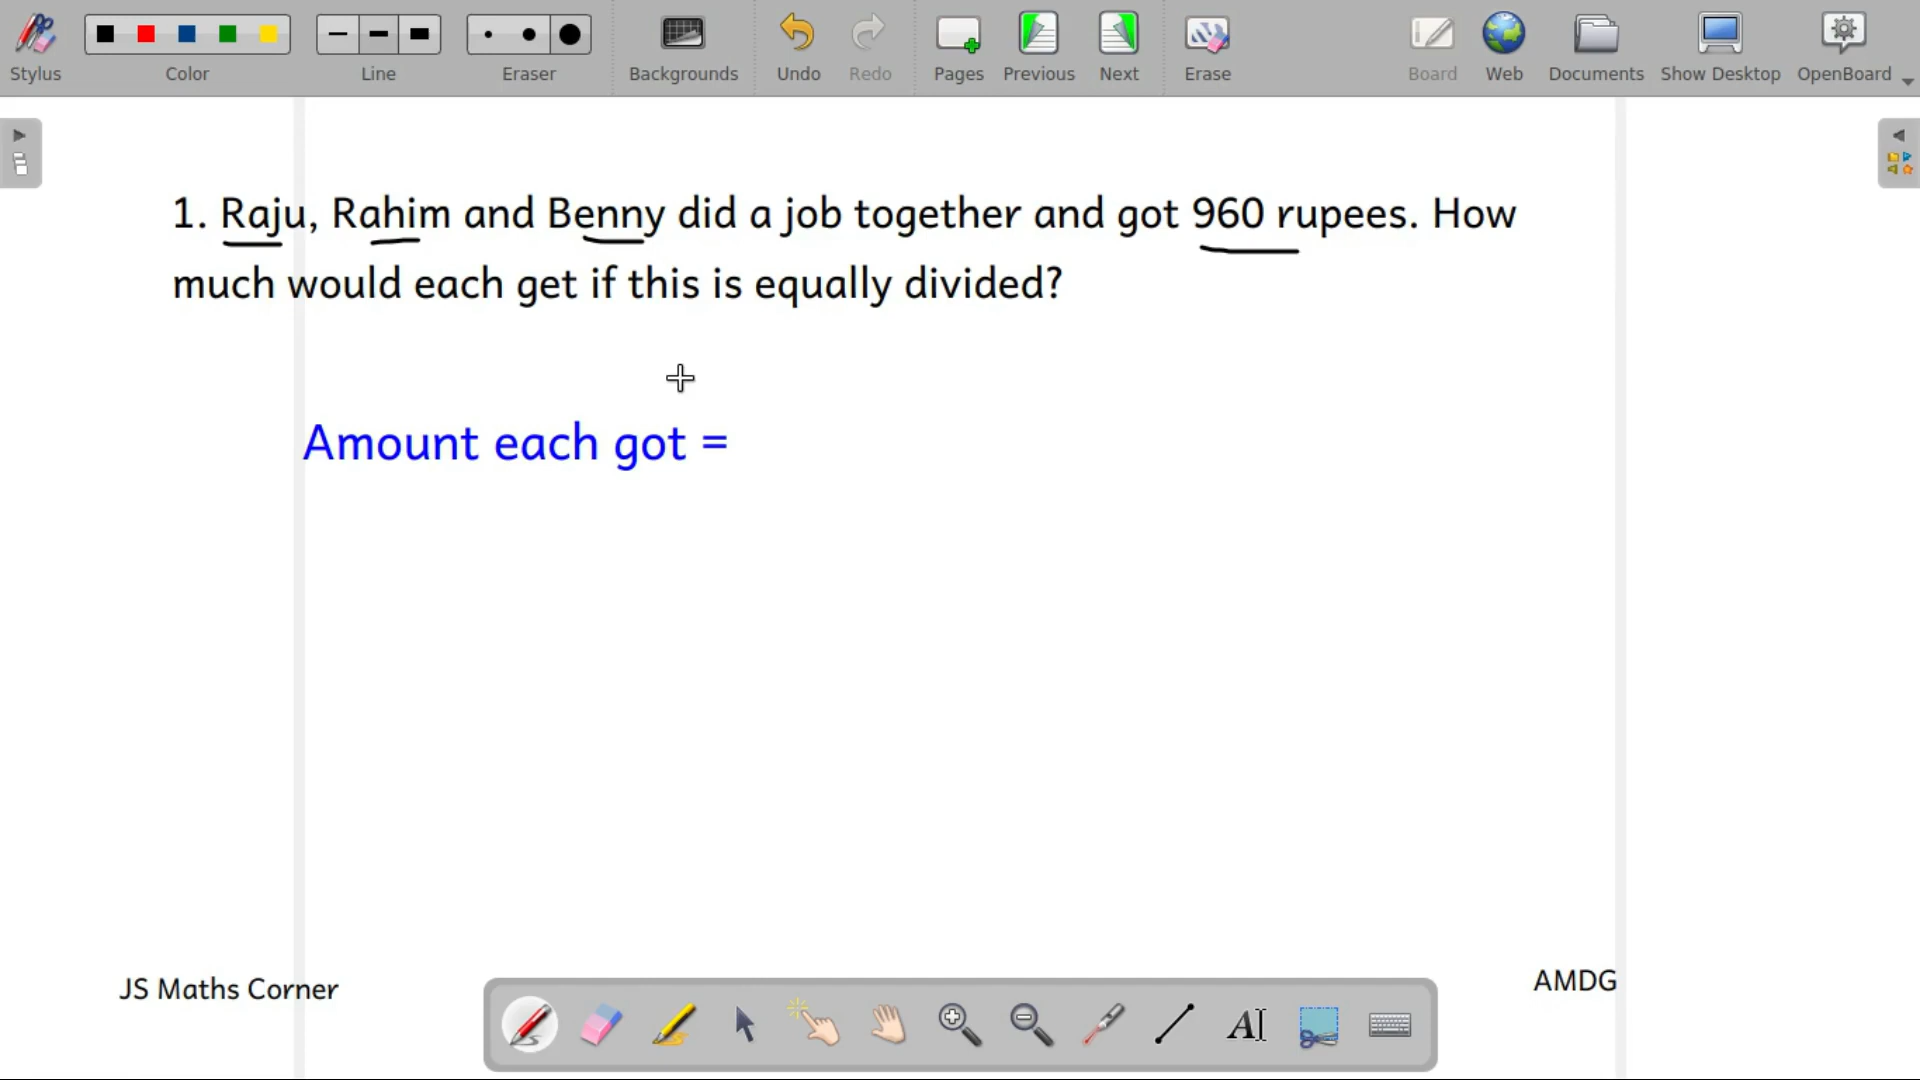 Stylus Color Line Eraser Backgrounds Undo Redo Pages Previous Next Erase Board Web Documents Show Desktop OpenBoard
1. Raju, Rahim and Benny did a job together and got 960 rupees. How
much would each get if this is equally divided?
Amount each got =
JS Maths Corner
AMDG